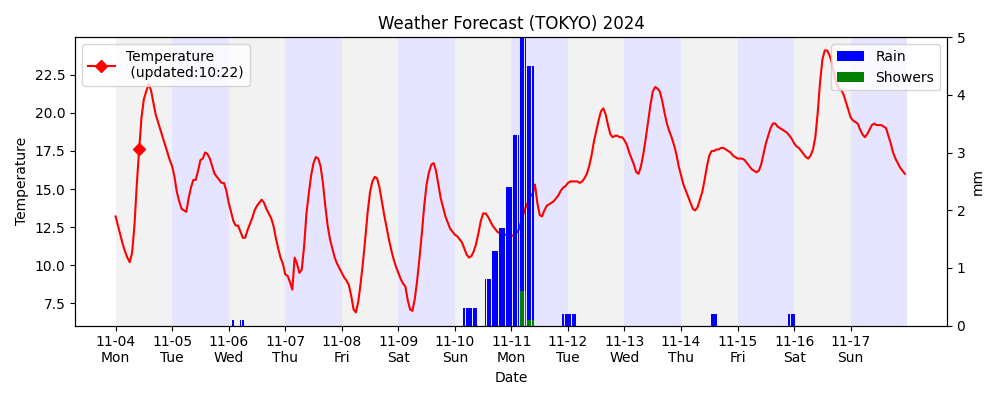 Weather Forecast (TOKYO) 2024
Temperature
(updated:10:22)
Rain
Showers
Temperature
22.5
20.0
17.5
15.0
12.5
10.0
7.5
5
4
3
2
1
0
mm
11-04 11-05 11-06 11-07 11-08 11-09 11-10 11-11 11-12 11-13 11-14 11-15 11-16 11-17
Mon Tue Wed Thu Fri Sat Sun Mon Tue Wed Thu Fri Sat Sun
Date